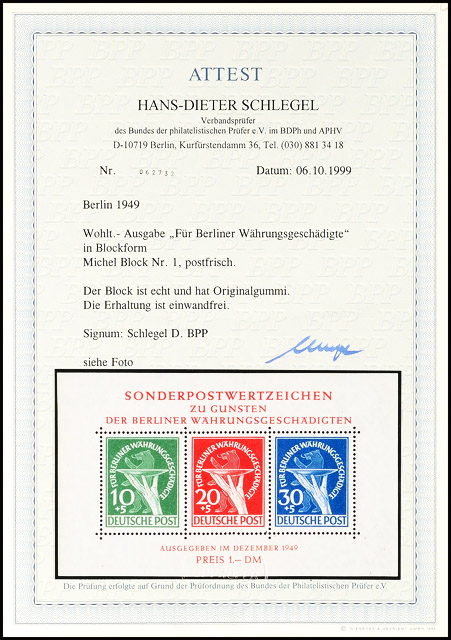 ATTEST
HANS-DIETER SCHLEGEL
Verbandsprüfer
des Bundes der philatelistischen Prüfer e.V. im BDPh und APHV
D-10719 Berlin, Kurfürstendamm 36, Tel. (030) 881 34 18
Nr. 062732 Datum: 06.10.1999
Berlin 1949
Wohlt.- Ausgabe „Für Berliner Währungsgeschädigte“
in Blockform
Michel Block Nr. 1, postfrisch.
Der Block ist echt und hat Originalgummi.
Die Erhaltung ist einwandfrei.
Signum: Schlegel D. BPP
siehe Foto
SONDERPOSTWERTZEICHEN
ZU GUNSTEN
DER BERLINER WÄHRUNGSGESCHÄDIGTEN
FÜR BERLINER WÄHRUNGSGESCHÄDIGTE
10
+5
DEUTSCHE POST
FÜR BERLINER WÄHRUNGSGESCHÄDIGTE
20
+5
DEUTSCHE POST
FÜR BERLINER WÄHRUNGSGESCHÄDIGTE
30
+5
DEUTSCHE POST
AUSGEGEBEN IM DEZEMBER 1949
PREIS 1.– DM
Die Prüfung erfolgte auf Grund der Prüfordnung des Bundes der Philatelistischen Prüfer e.V.